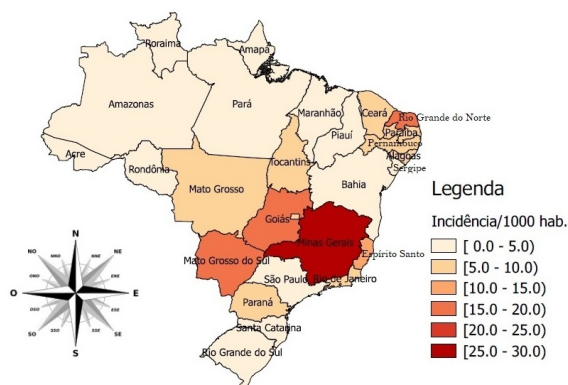 Roraima
Amapá
Amazonas
Pará
Maranhão
Ceará
Rio Grande do Norte
Paraíba
Piauí
Pernambuco
Alagoas
Sergipe
Acre
Rondônia
Tocantins
Mato Grosso
Bahia
Goiás
Minas Gerais
Espírito Santo
Mato Grosso do Sul
São Paulo
Rio de Janeiro
Paraná
Santa Catarina
Rio Grande do Sul
Legenda
Incidência/1000 hab.
[ 0.0 - 5.0)
[5.0 - 10.0)
[10.0 - 15.0)
[15.0 - 20.0)
[20.0 - 25.0)
[25.0 - 30.0)
N
NO
NE
O
E
SO
SE
S